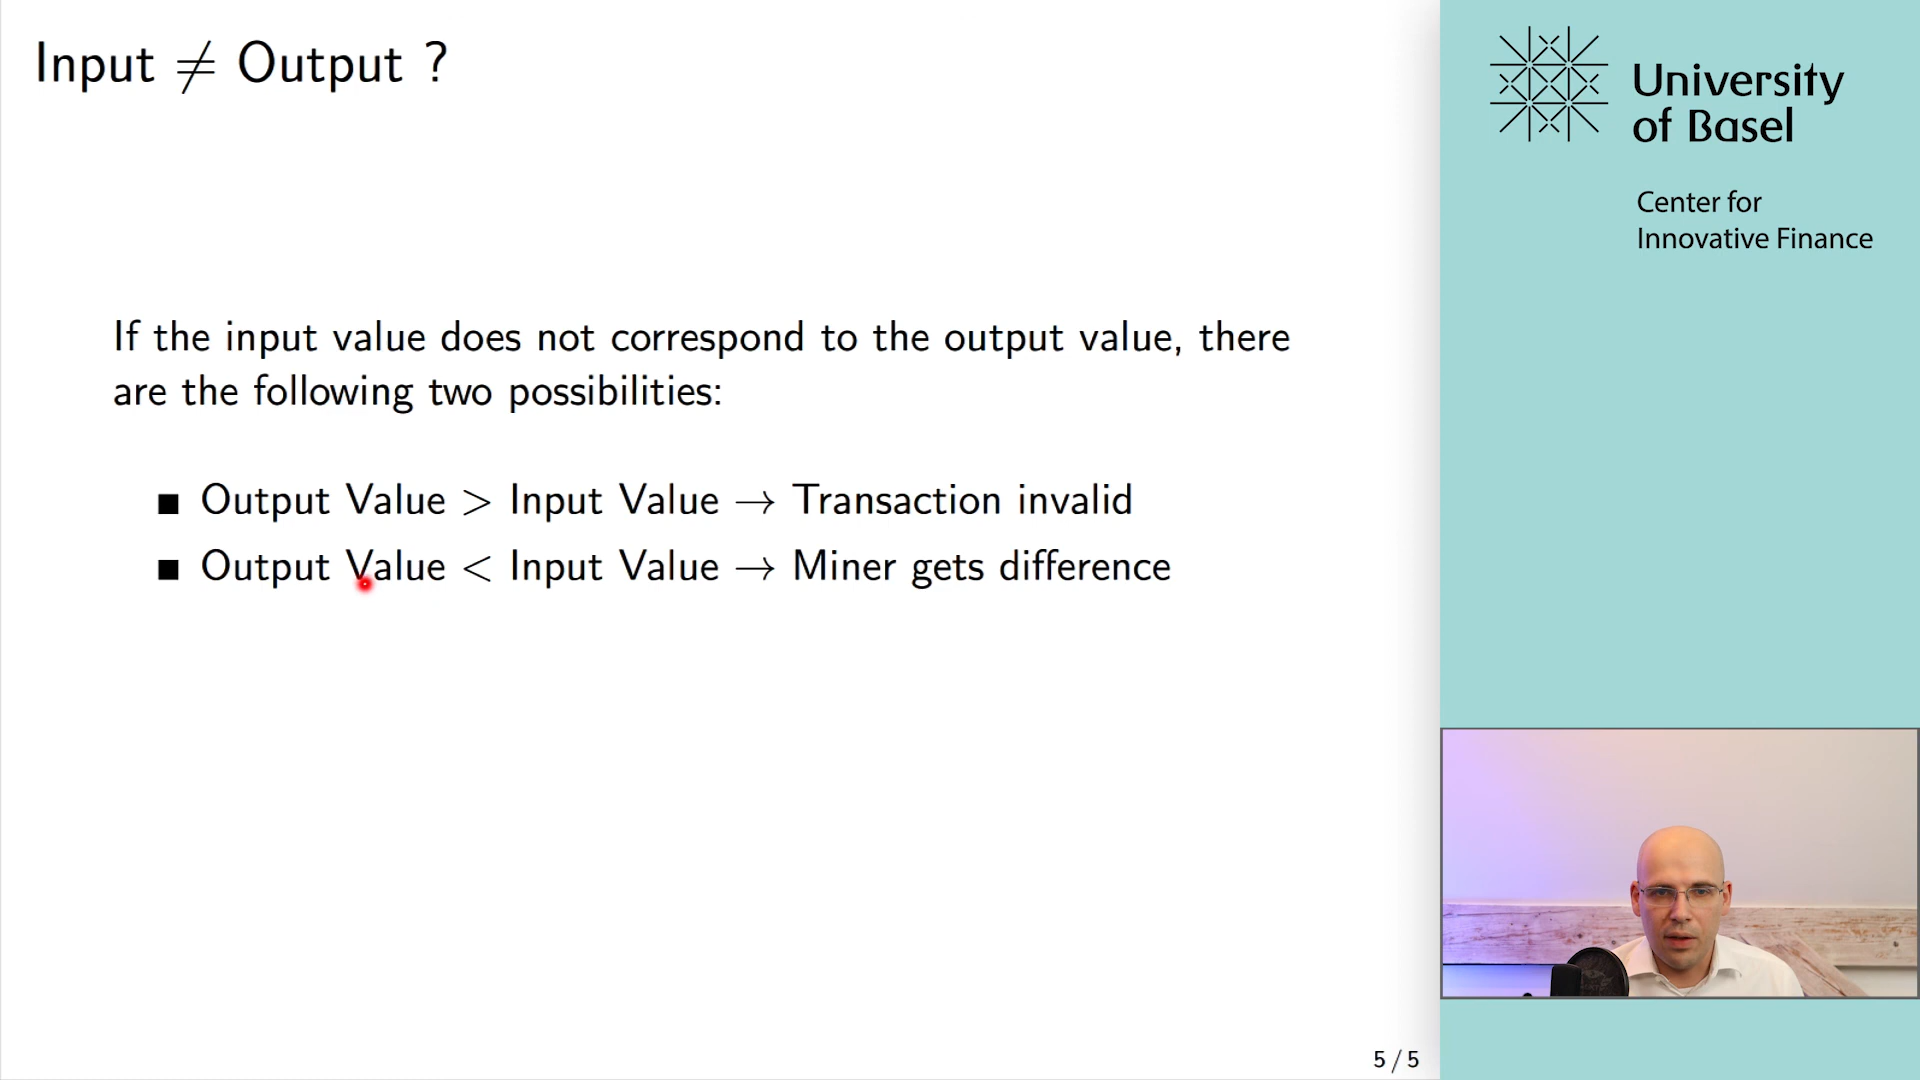 Input ≠ Output ?
If the input value does not correspond to the output value, there
are the following two possibilities:
■ Output Value > Input Value → Transaction invalid
■ Output Value < Input Value → Miner gets difference
5 / 5
University
of Basel
Center for
Innovative Finance